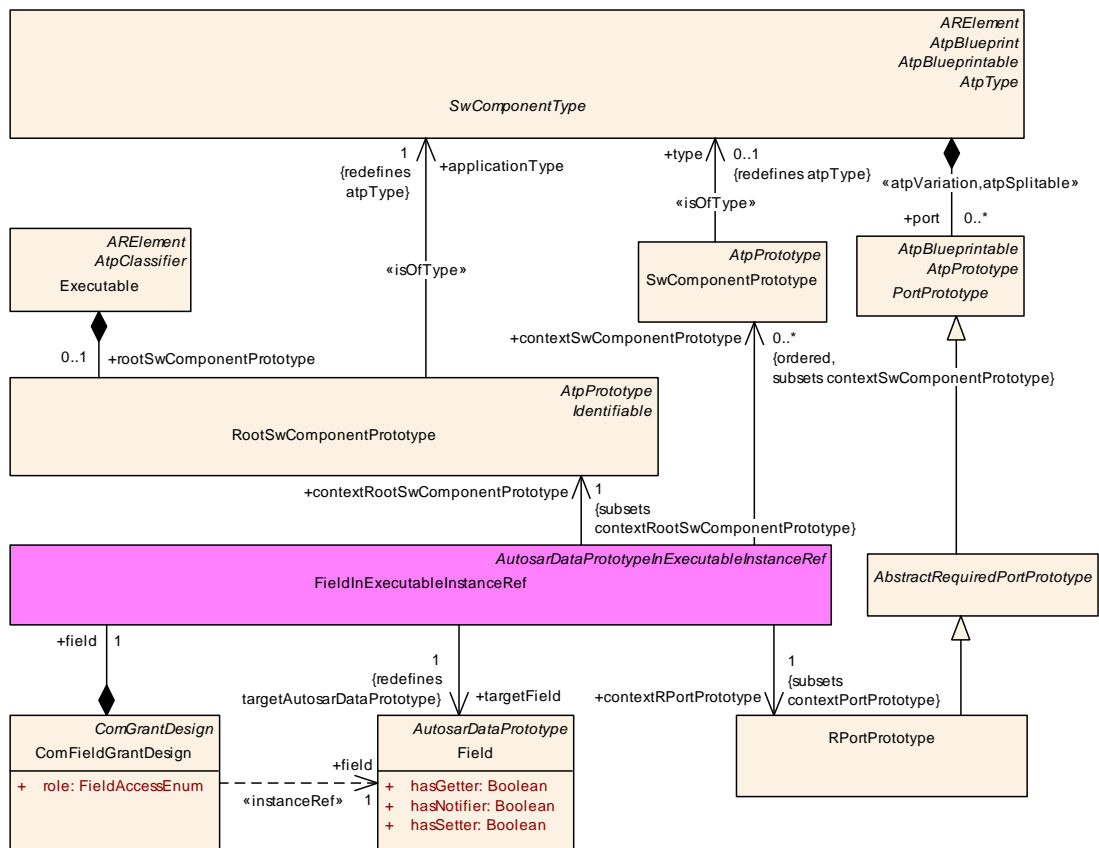 ARElement
AtpBlueprint
AtpBlueprintable
AtpType
SwComponentType
1
{redefines
atpType}
+applicationType
+type
0..1
{redefines atpType}
«atpVariation,atpSplitable»
«isOfType»
+port
0..*
ARElement
AtpClassifier
Executable
«isOfType»
AtpPrototype
SwComponentPrototype
AtpBlueprintable
AtpPrototype
PortPrototype
0..1
+rootSwComponentPrototype
+contextSwComponentPrototype
0..*
{ordered,
subsets contextSwComponentPrototype}
AtpPrototype
Identifiable
RootSwComponentPrototype
+contextRootSwComponentPrototype
1
{subsets
contextRootSwComponentPrototype}
AutosarDataPrototypeInExecutableInstanceRef
FieldInExecutableInstanceRef
AbstractRequiredPortPrototype
+field
1
1
{redefines
targetAutosarDataPrototype}
+targetField
+contextRPortPrototype
1
{subsets
contextPortPrototype}
ComGrantDesign
ComFieldGrantDesign
+ role: FieldAccessEnum
+field
«instanceRef»
1
AutosarDataPrototype
Field
+ hasGetter: Boolean
+ hasNotifier: Boolean
+ hasSetter: Boolean
RPortPrototype